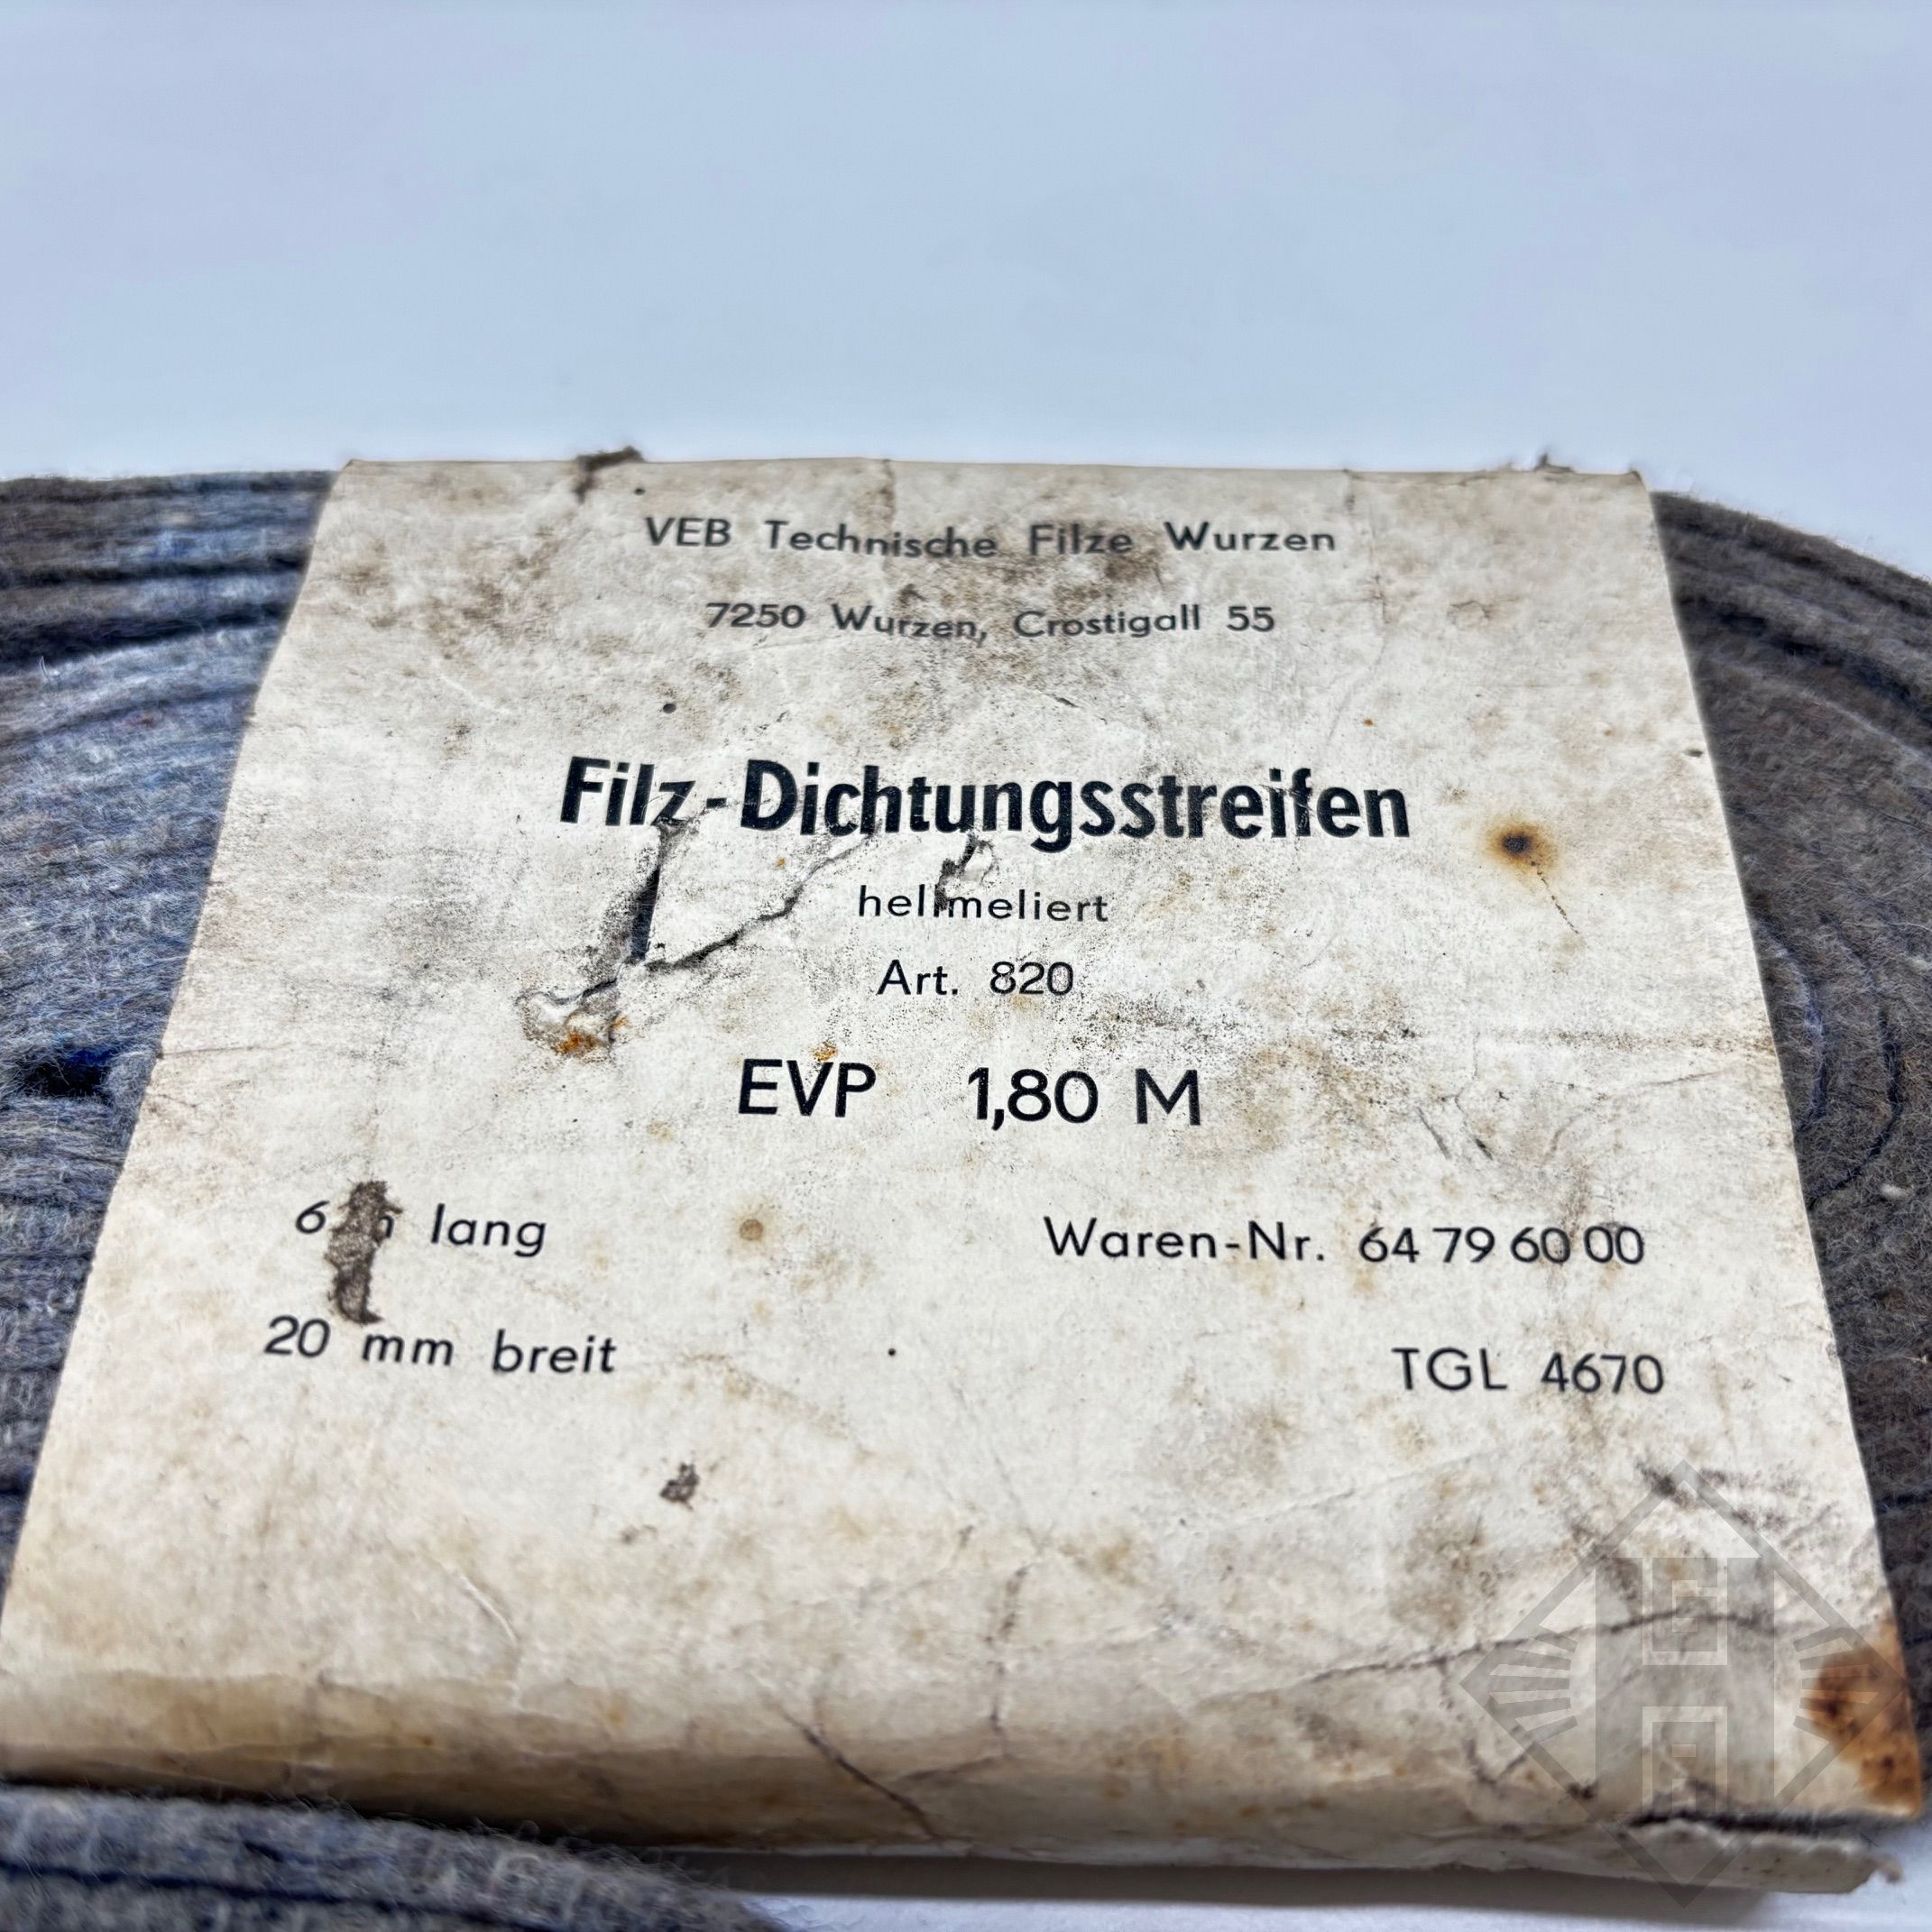 VEB Technische Filze Wurzen
7250 Wurzen, Crostigall 55
Filz-Dichtungsstreifen
hellmeliert
Art. 820
EVP 1,80 M
6 m lang
Waren-Nr. 64 79 60 00
20 mm breit
TGL 4670